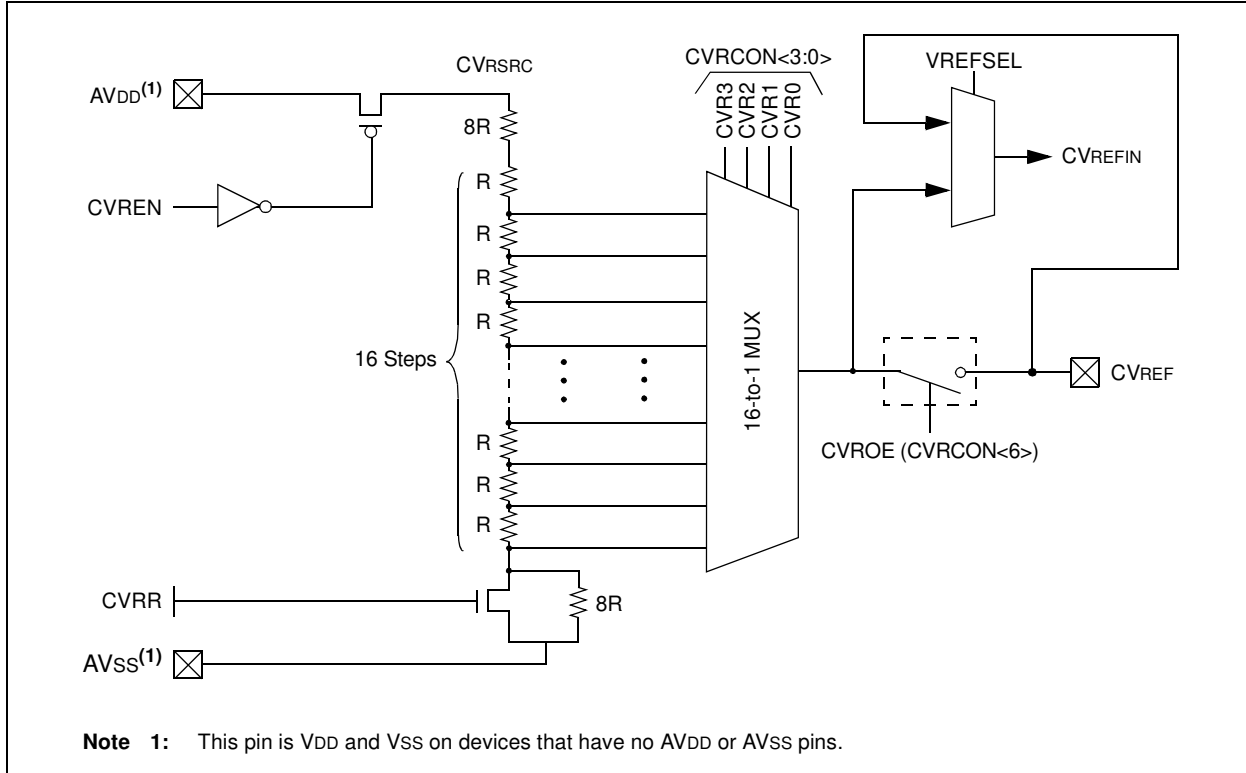 CVRCON<3:0>
CVRSRC
VREFSEL
AVDD(1)
CVR3
CVR2
CVR1
CVR0
8R
CVREFIN
R
CVREN
R
R
R
16 Steps
16-to-1 MUX
CVREF
R
CVROE (CVRCON<6>)
R
R
CVRR
8R
AVSS(1)
Note 1: This pin is VDD and VSS on devices that have no AVDD or AVSS pins.